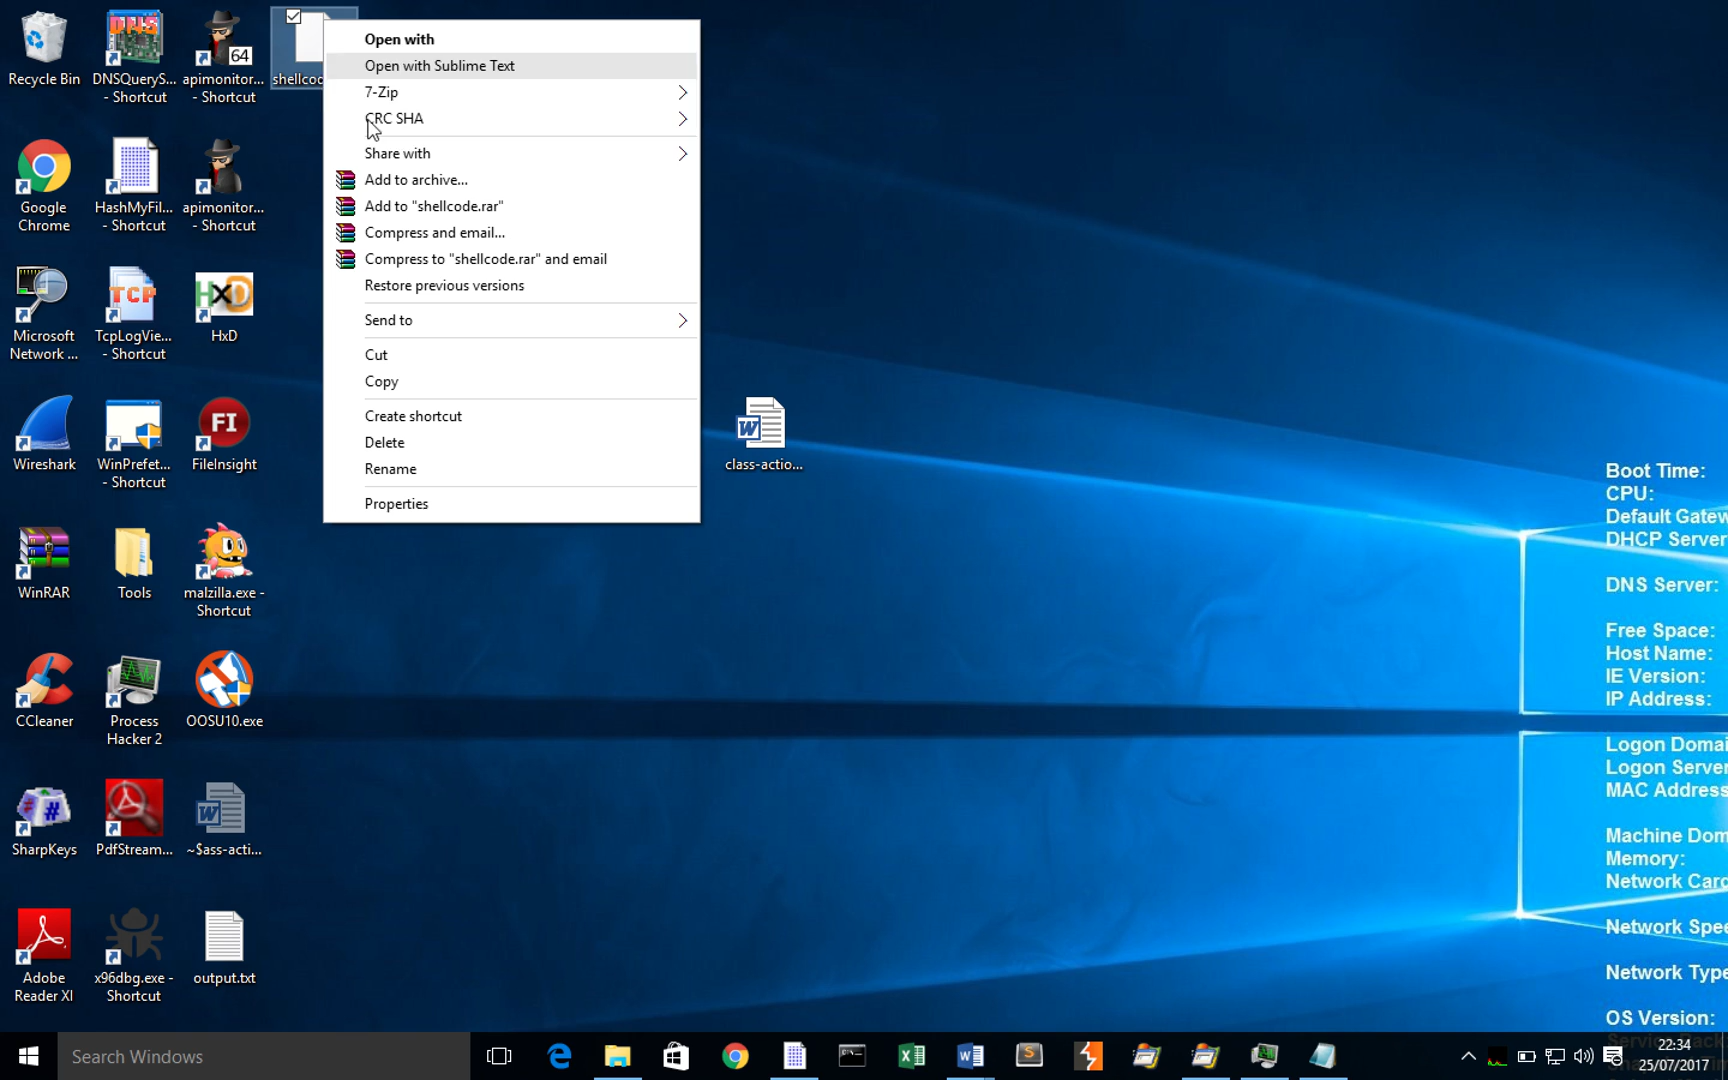 Recycle Bin
DNSQueryS...
- Shortcut
64
apimonitor...
- Shortcut
shellcod
Google
Chrome
HashMyFil...
- Shortcut
apimonitor...
- Shortcut
Microsoft
Network ...
TCP
TcpLogVie...
- Shortcut
HxD
HxD
Wireshark
WinPrefet...
- Shortcut
FI
FileInsight
WinRAR
Tools
malzilla.exe -
Shortcut
CCleaner
Process
Hacker 2
OOSU10.exe
SharpKeys
PdfStream...
~$ass-acti...
Adobe
Reader XI
x96dbg.exe -
Shortcut
output.txt
Open with
Open with Sublime Text
7-Zip
CRC SHA
Share with
Add to archive...
Add to "shellcode.rar"
Compress and email...
Compress to "shellcode.rar" and email
Restore previous versions
Send to
Cut
Copy
Create shortcut
Delete
Rename
Properties
class-actio...
Boot Time:
CPU:
Default Gatew
DHCP Server
DNS Server:
Free Space:
Host Name:
IE Version:
IP Address:
Logon Domai
Logon Server
MAC Address
Machine Dom
Memory:
Network Card
Network Spee
Network Type
OS Version:
Search Windows
22:34
25/07/2017